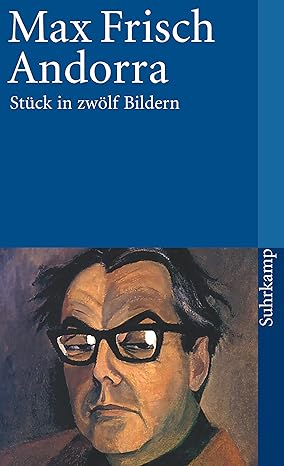 Max Frisch
Andorra
Stück in zwölf Bildern
Suhrkamp